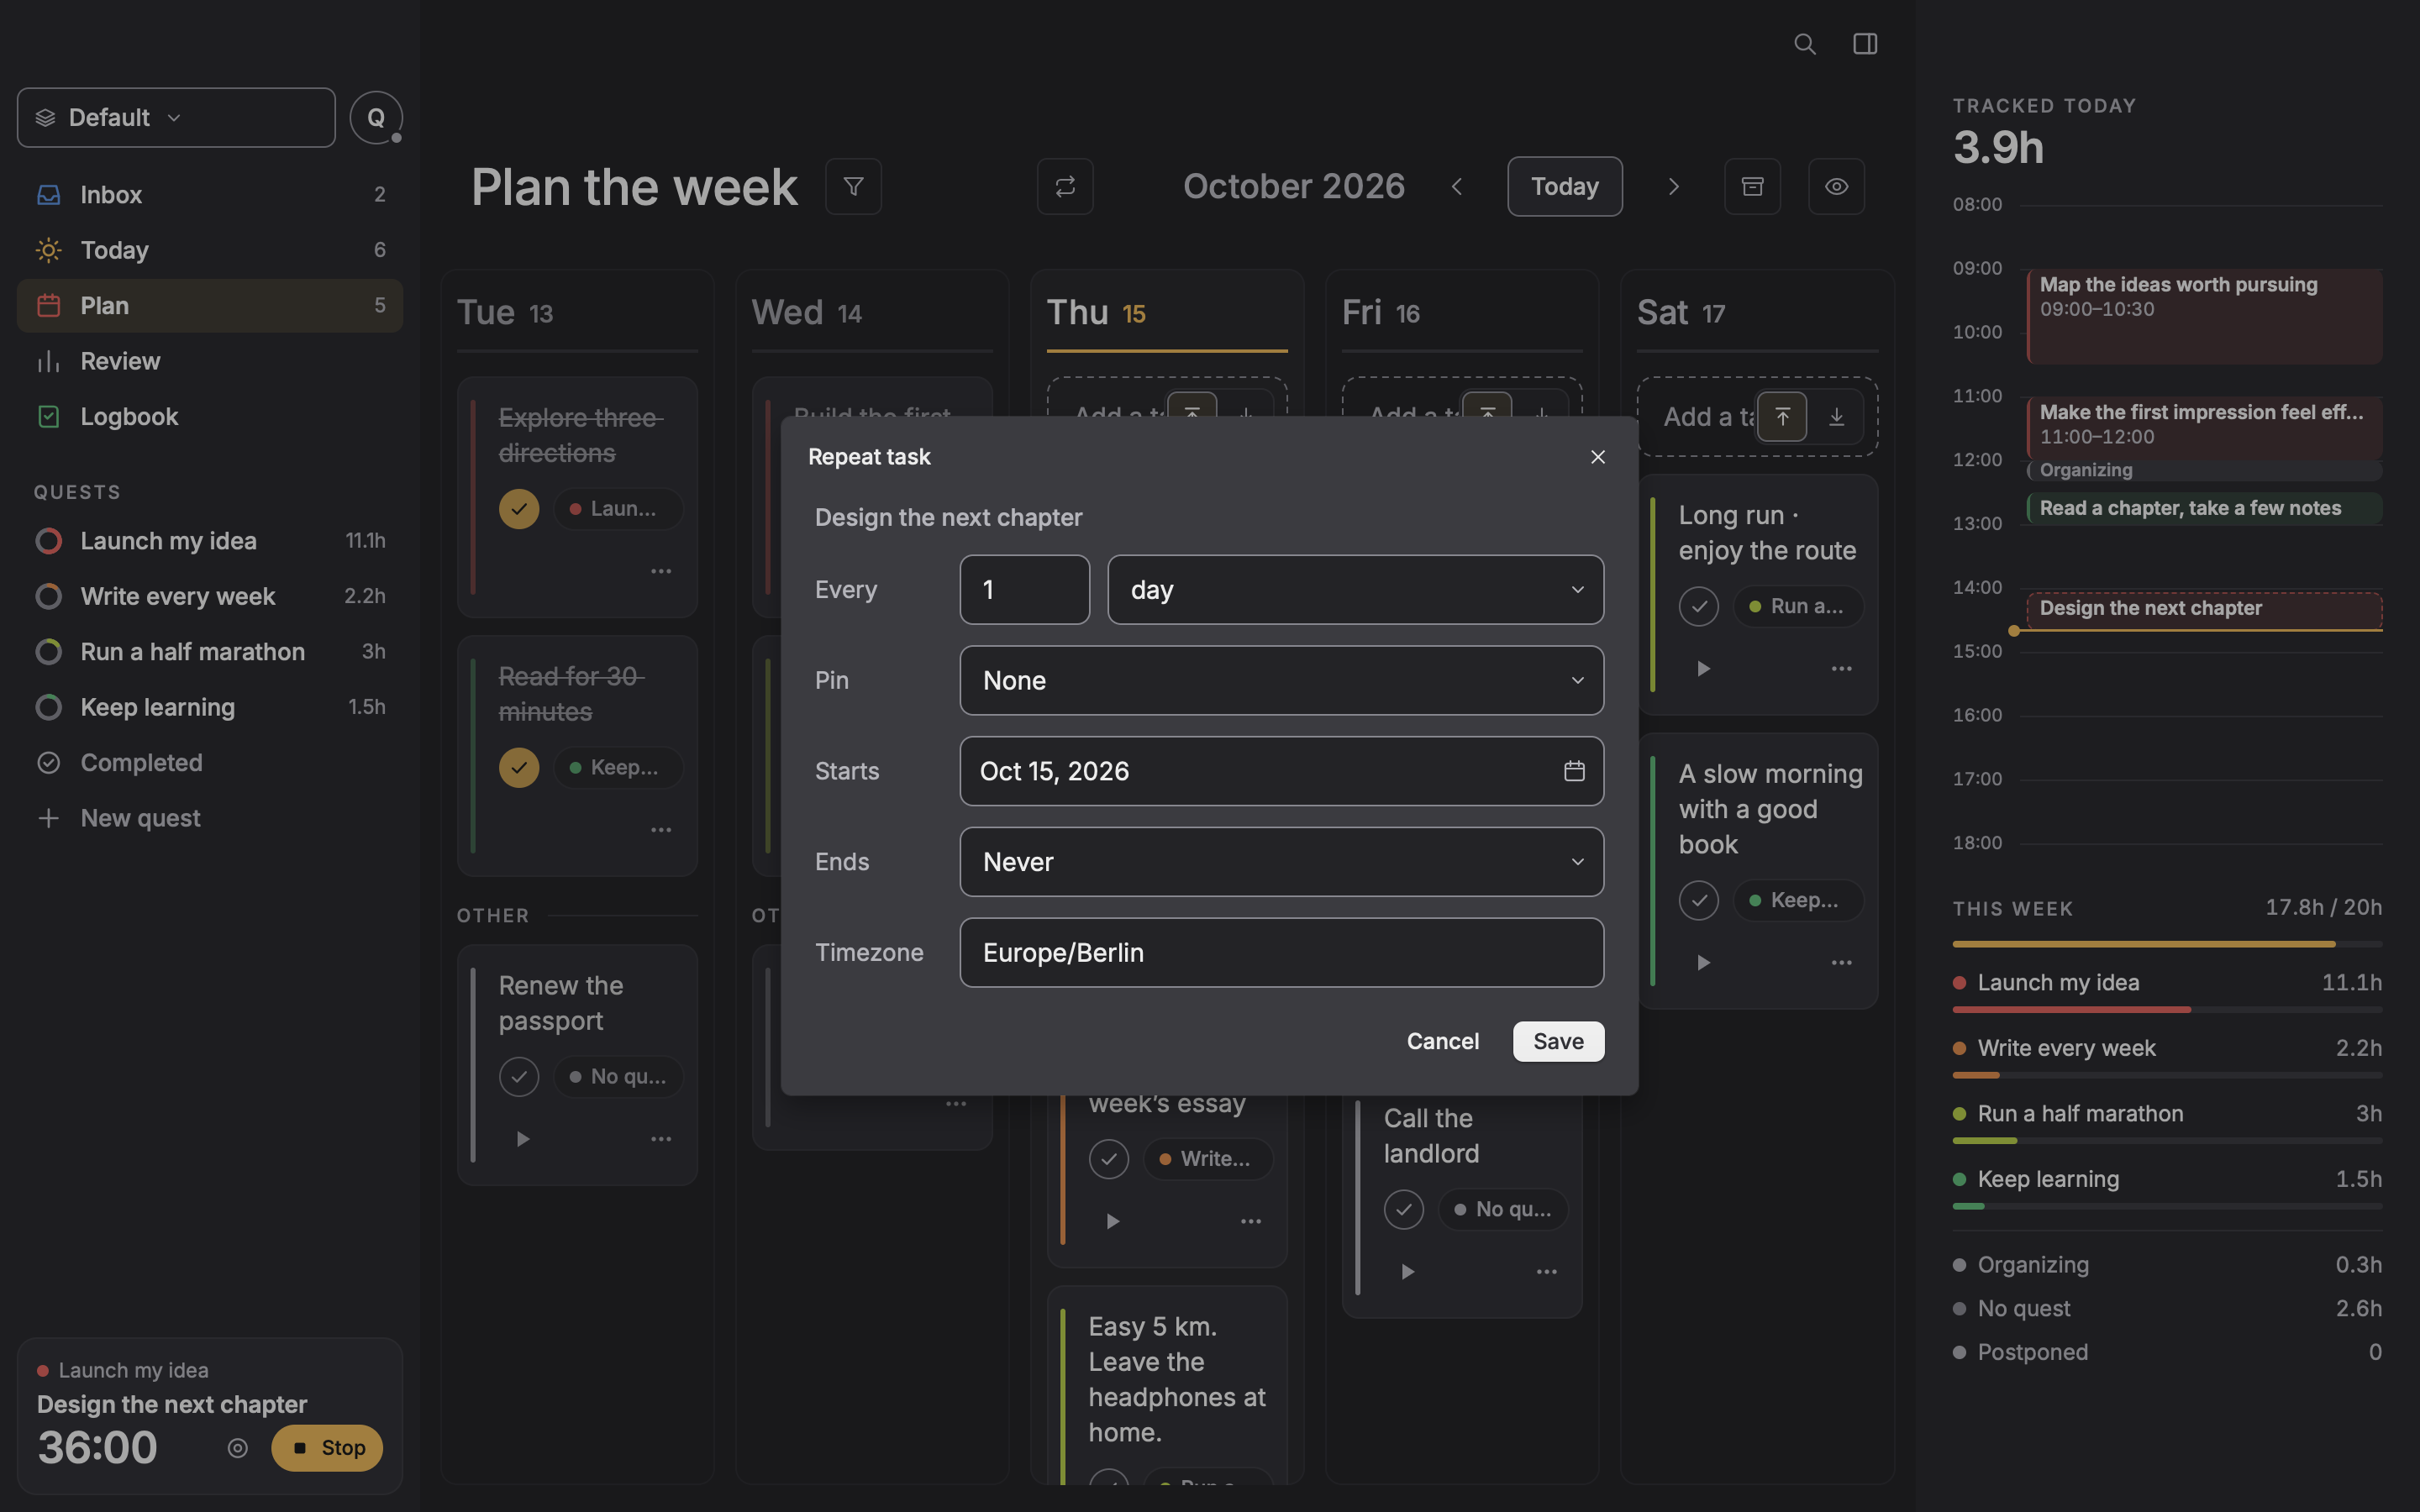 Default
Q
Inbox 2
Today 6
Plan 5
Review
Logbook
QUESTS
Launch my idea 11.1h
Write every week 2.2h
Run a half marathon 3h
Keep learning 1.5h
Completed
New quest
Launch my idea
Design the next chapter
36:00
Stop
Plan the week
October 2026
Today
Tue 13
Explore three
directions
Laun...
Read for 30
minutes
Keep...
OTHER
Renew the
passport
No qu...
Wed 14
Build the first
Thu 15
week's essay
Write...
Easy 5 km.
Leave the
headphones at
home.
Fri 16
Call the
landlord
No qu...
Sat 17
Long run ·
enjoy the route
Run a...
A slow morning
with a good
book
Keep...
Repeat task
Design the next chapter
Every 1 day
Pin None
Starts Oct 15, 2026
Ends Never
Timezone Europe/Berlin
Cancel Save
TRACKED TODAY
3.9h
08:00
09:00
Map the ideas worth pursuing
09:00–10:30
10:00
11:00
Make the first impression feel eff...
11:00–12:00
12:00
Organizing
Read a chapter, take a few notes
13:00
14:00
Design the next chapter
15:00
16:00
17:00
18:00
THIS WEEK 17.8h / 20h
Launch my idea 11.1h
Write every week 2.2h
Run a half marathon 3h
Keep learning 1.5h
Organizing 0.3h
No quest 2.6h
Postponed 0